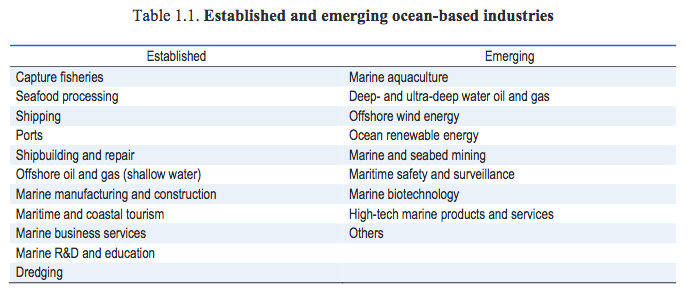 Table 1.1. Established and emerging ocean-based industries
Established Emerging
Capture fisheries Marine aquaculture
Seafood processing Deep- and ultra-deep water oil and gas
Shipping Offshore wind energy
Ports Ocean renewable energy
Shipbuilding and repair Marine and seabed mining
Offshore oil and gas (shallow water) Maritime safety and surveillance
Marine manufacturing and construction Marine biotechnology
Maritime and coastal tourism High-tech marine products and services
Marine business services Others
Marine R&D and education
Dredging